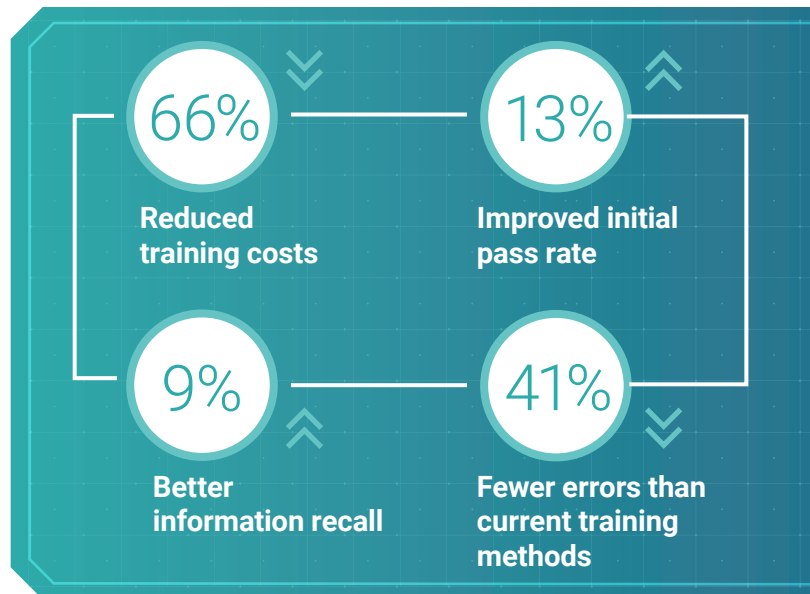 66%
Reduced
training costs
13%
Improved initial
pass rate
9%
Better
information recall
41%
Fewer errors than
current training
methods